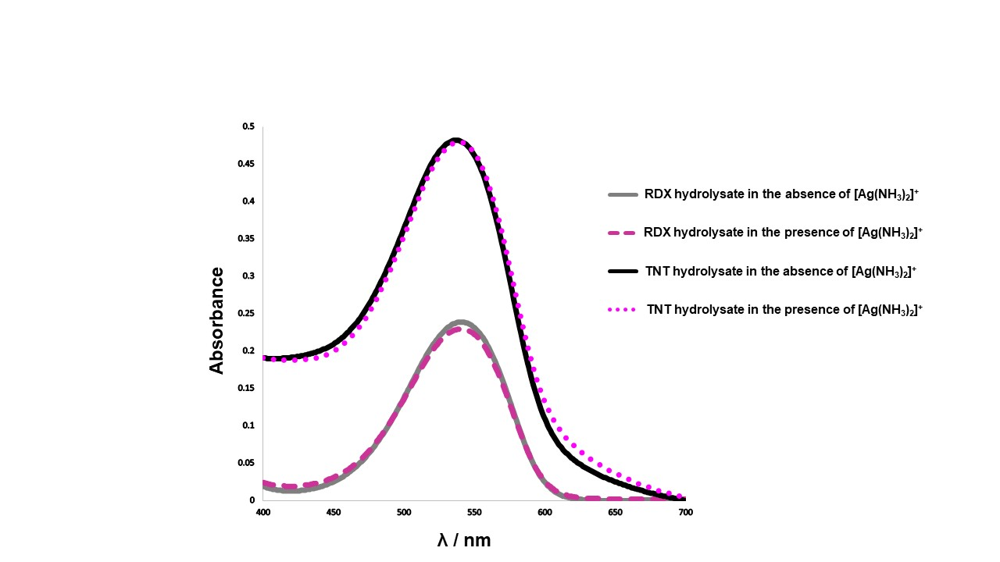 0.5
0.45
0.4
0.35
0.3
0.25
0.2
0.15
0.1
0.05
0
400 450 500 550 600 650 700
Absorbance
λ / nm
RDX hydrolysate in the absence of [Ag(NH₃)₂]⁺
RDX hydrolysate in the presence of [Ag(NH₃)₂]⁺
TNT hydrolysate in the absence of [Ag(NH₃)₂]⁺
TNT hydrolysate in the presence of [Ag(NH₃)₂]⁺